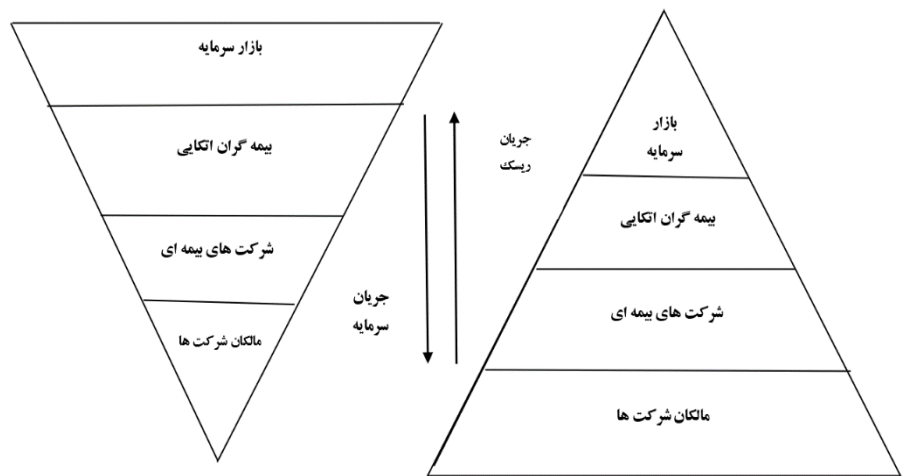 بازار سرمایه
بیمه گران اتکایی
شرکت های بیمه ای
مالکان شرکت ها
جریان
ریسک
جریان
سرمایه
بازار
سرمایه
بیمه گران اتکایی
شرکت های بیمه ای
مالکان شرکت ها